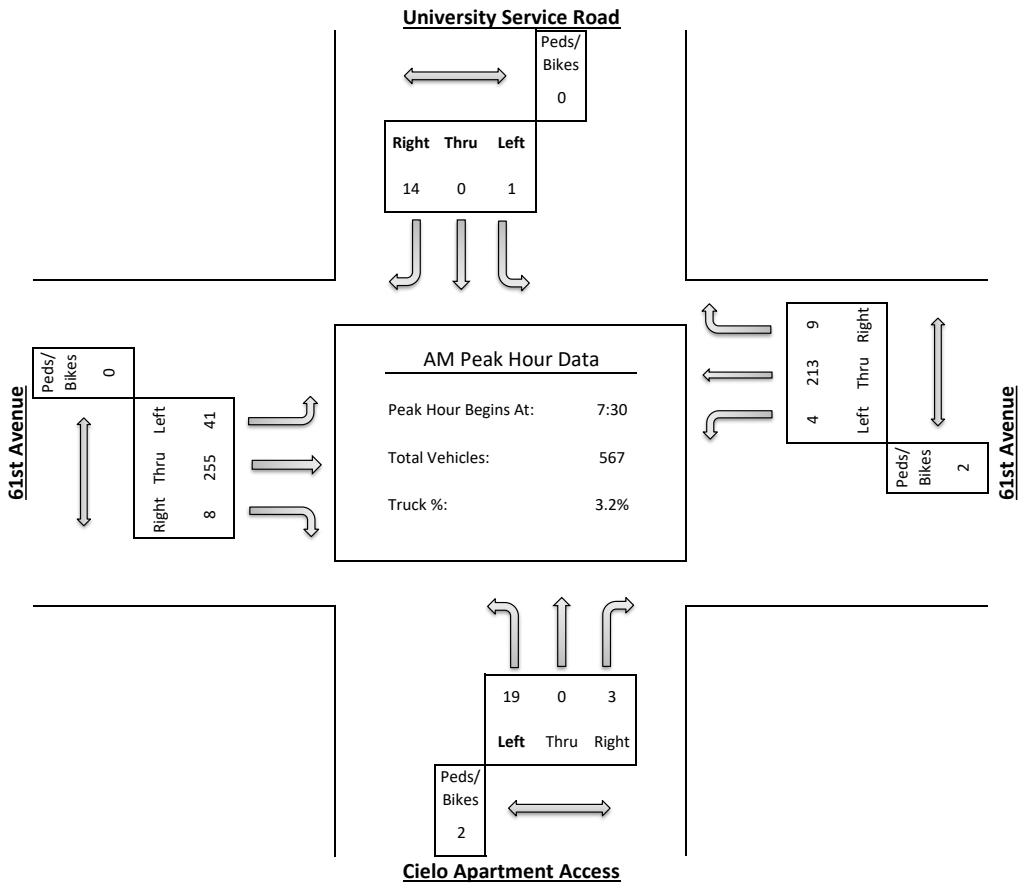 University Service Road
Peds/
Bikes
0
Right Thru Left
14 0 1
61st Avenue
Peds/
Bikes
0
Left 41
Thru 255
Right 8
AM Peak Hour Data
Peak Hour Begins At: 7:30
Total Vehicles: 567
Truck %: 3.2%
9 Right
213 Thru
4 Left
Peds/
Bikes
2
61st Avenue
19 0 3
Left Thru Right
Peds/
Bikes
2
Cielo Apartment Access